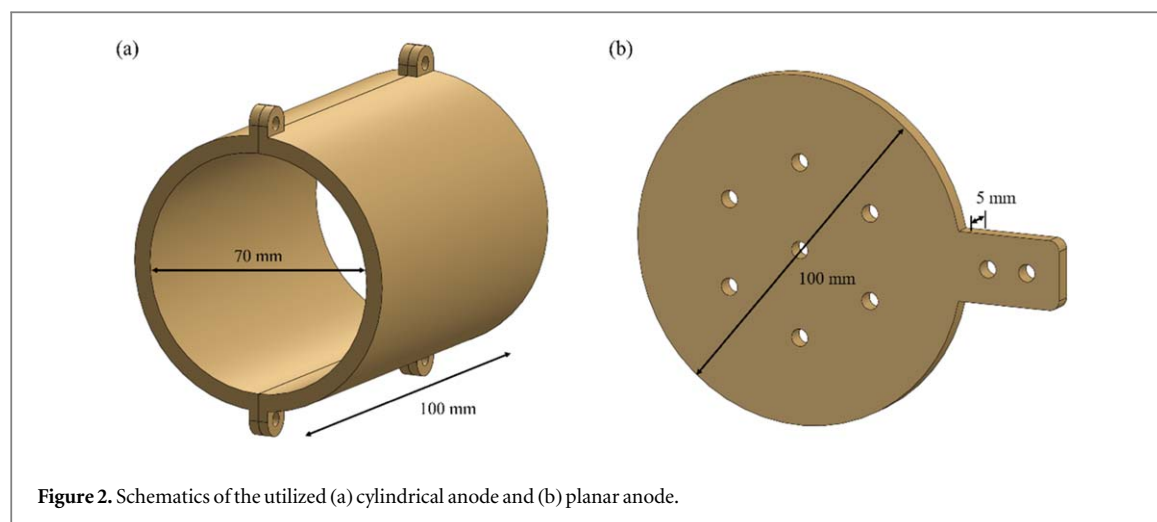 (a)
(b)
5 mm
70 mm
100 mm
100 mm
Figure 2. Schematics of the utilized (a) cylindrical anode and (b) planar anode.